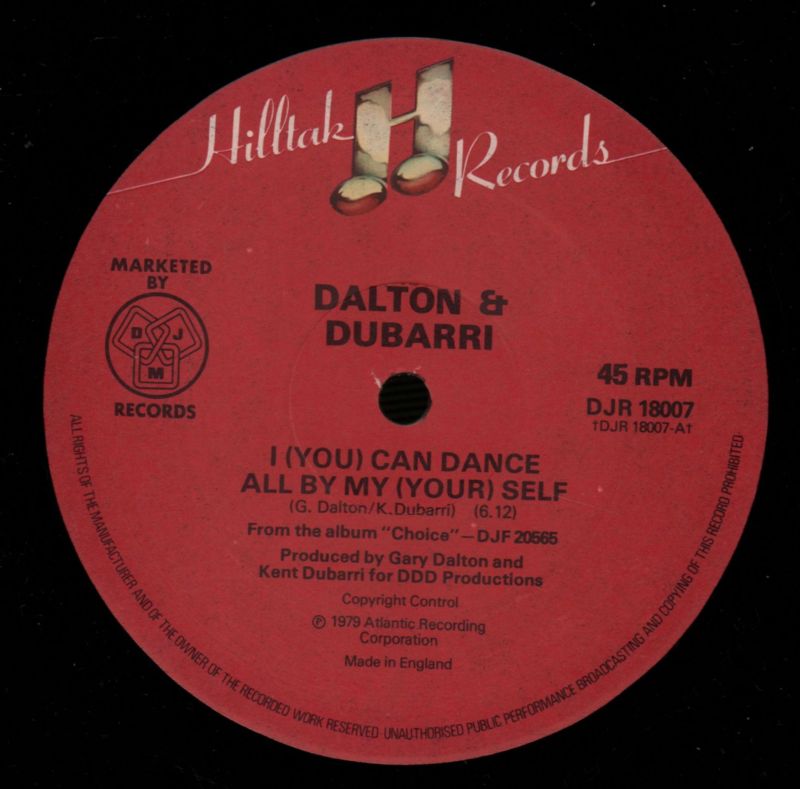 Hilltak Records
MARKETED
BY
DJM
RECORDS
DALTON &
DUBARRI
45 RPM
DJR 18007
†DJR 18007-A†
I (YOU) CAN DANCE
ALL BY MY (YOUR) SELF
(G. Dalton/K. Dubarri) (6.12)
From the album "Choice"—DJF 20565
Produced by Gary Dalton and
Kent Dubarri for DDD Productions
Copyright Control
℗ 1979 Atlantic Recording
Corporation
Made in England
ALL RIGHTS OF THE MANUFACTURER AND OF THE OWNER OF THE RECORDED WORK RESERVED·UNAUTHORISED PUBLIC PERFORMANCE BROADCASTING AND COPYING OF THIS RECORD PROHIBITED·